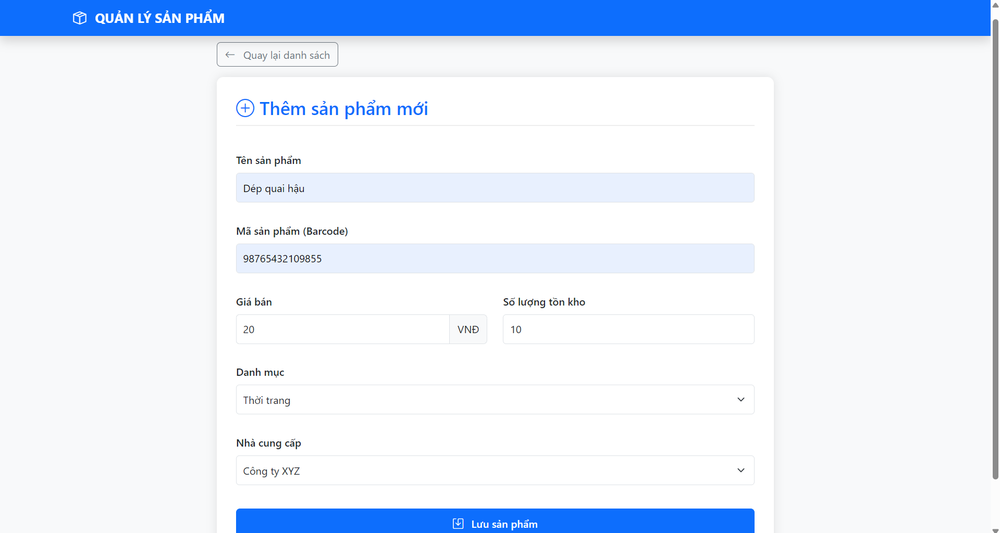 QUẢN LÝ SẢN PHẨM
Quay lại danh sách
Thêm sản phẩm mới
Tên sản phẩm
Dép quai hậu
Mã sản phẩm (Barcode)
98765432109855
Giá bán
Số lượng tồn kho
20 VNĐ
10
Danh mục
Thời trang
Nhà cung cấp
Công ty XYZ
Lưu sản phẩm